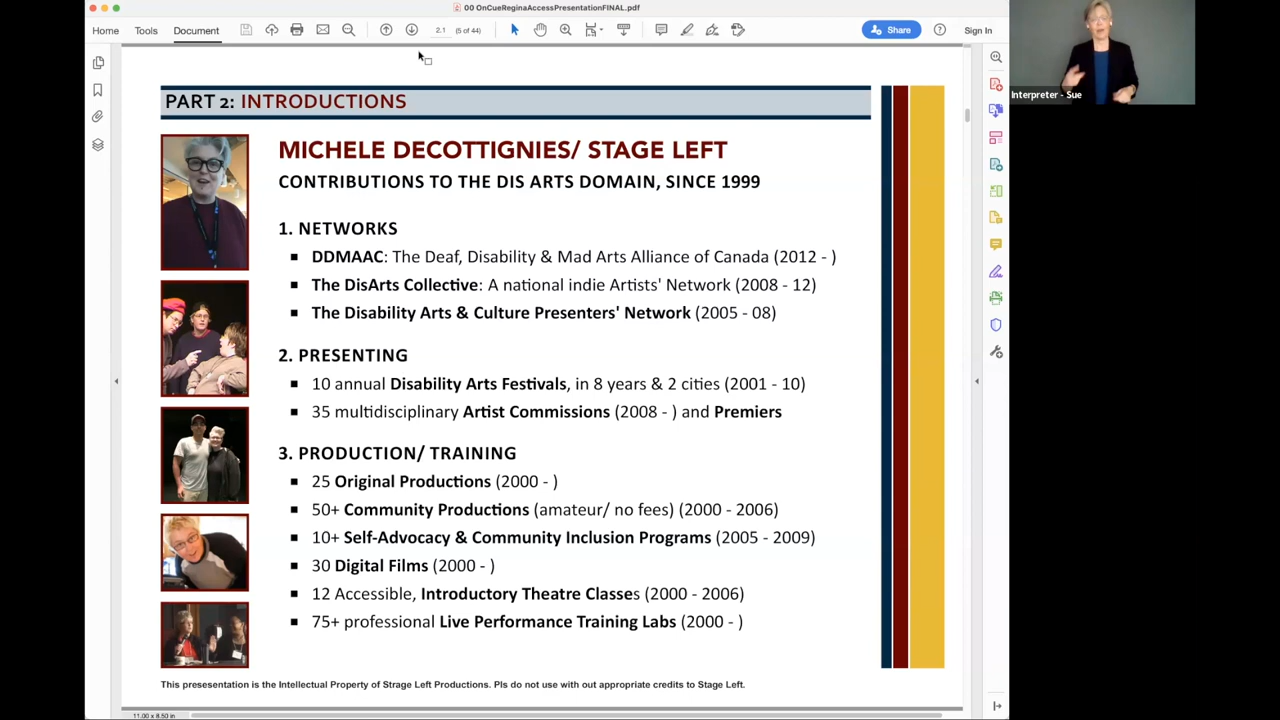 00 OnCueReginaAccessPresentationFINAL.pdf
Home Tools Document 2.1 (5 of 44) Share Sign In
Interpreter - Sue
PART 2: INTRODUCTIONS
MICHELE DECOTTIGNIES/ STAGE LEFT
CONTRIBUTIONS TO THE DIS ARTS DOMAIN, SINCE 1999
1. NETWORKS
▪ DDMAAC: The Deaf, Disability & Mad Arts Alliance of Canada (2012 - )
▪ The DisArts Collective: A national indie Artists' Network (2008 - 12)
▪ The Disability Arts & Culture Presenters' Network (2005 - 08)
2. PRESENTING
▪ 10 annual Disability Arts Festivals, in 8 years & 2 cities (2001 - 10)
▪ 35 multidisciplinary Artist Commissions (2008 - ) and Premiers
3. PRODUCTION/ TRAINING
▪ 25 Original Productions (2000 - )
▪ 50+ Community Productions (amateur/ no fees) (2000 - 2006)
▪ 10+ Self-Advocacy & Community Inclusion Programs (2005 - 2009)
▪ 30 Digital Films (2000 - )
▪ 12 Accessible, Introductory Theatre Classes (2000 - 2006)
▪ 75+ professional Live Performance Training Labs (2000 - )
This presesentation is the Intellectual Property of Strage Left Productions. Pls do not use with out appropriate credits to Stage Left.
11.00 x 8.50 in